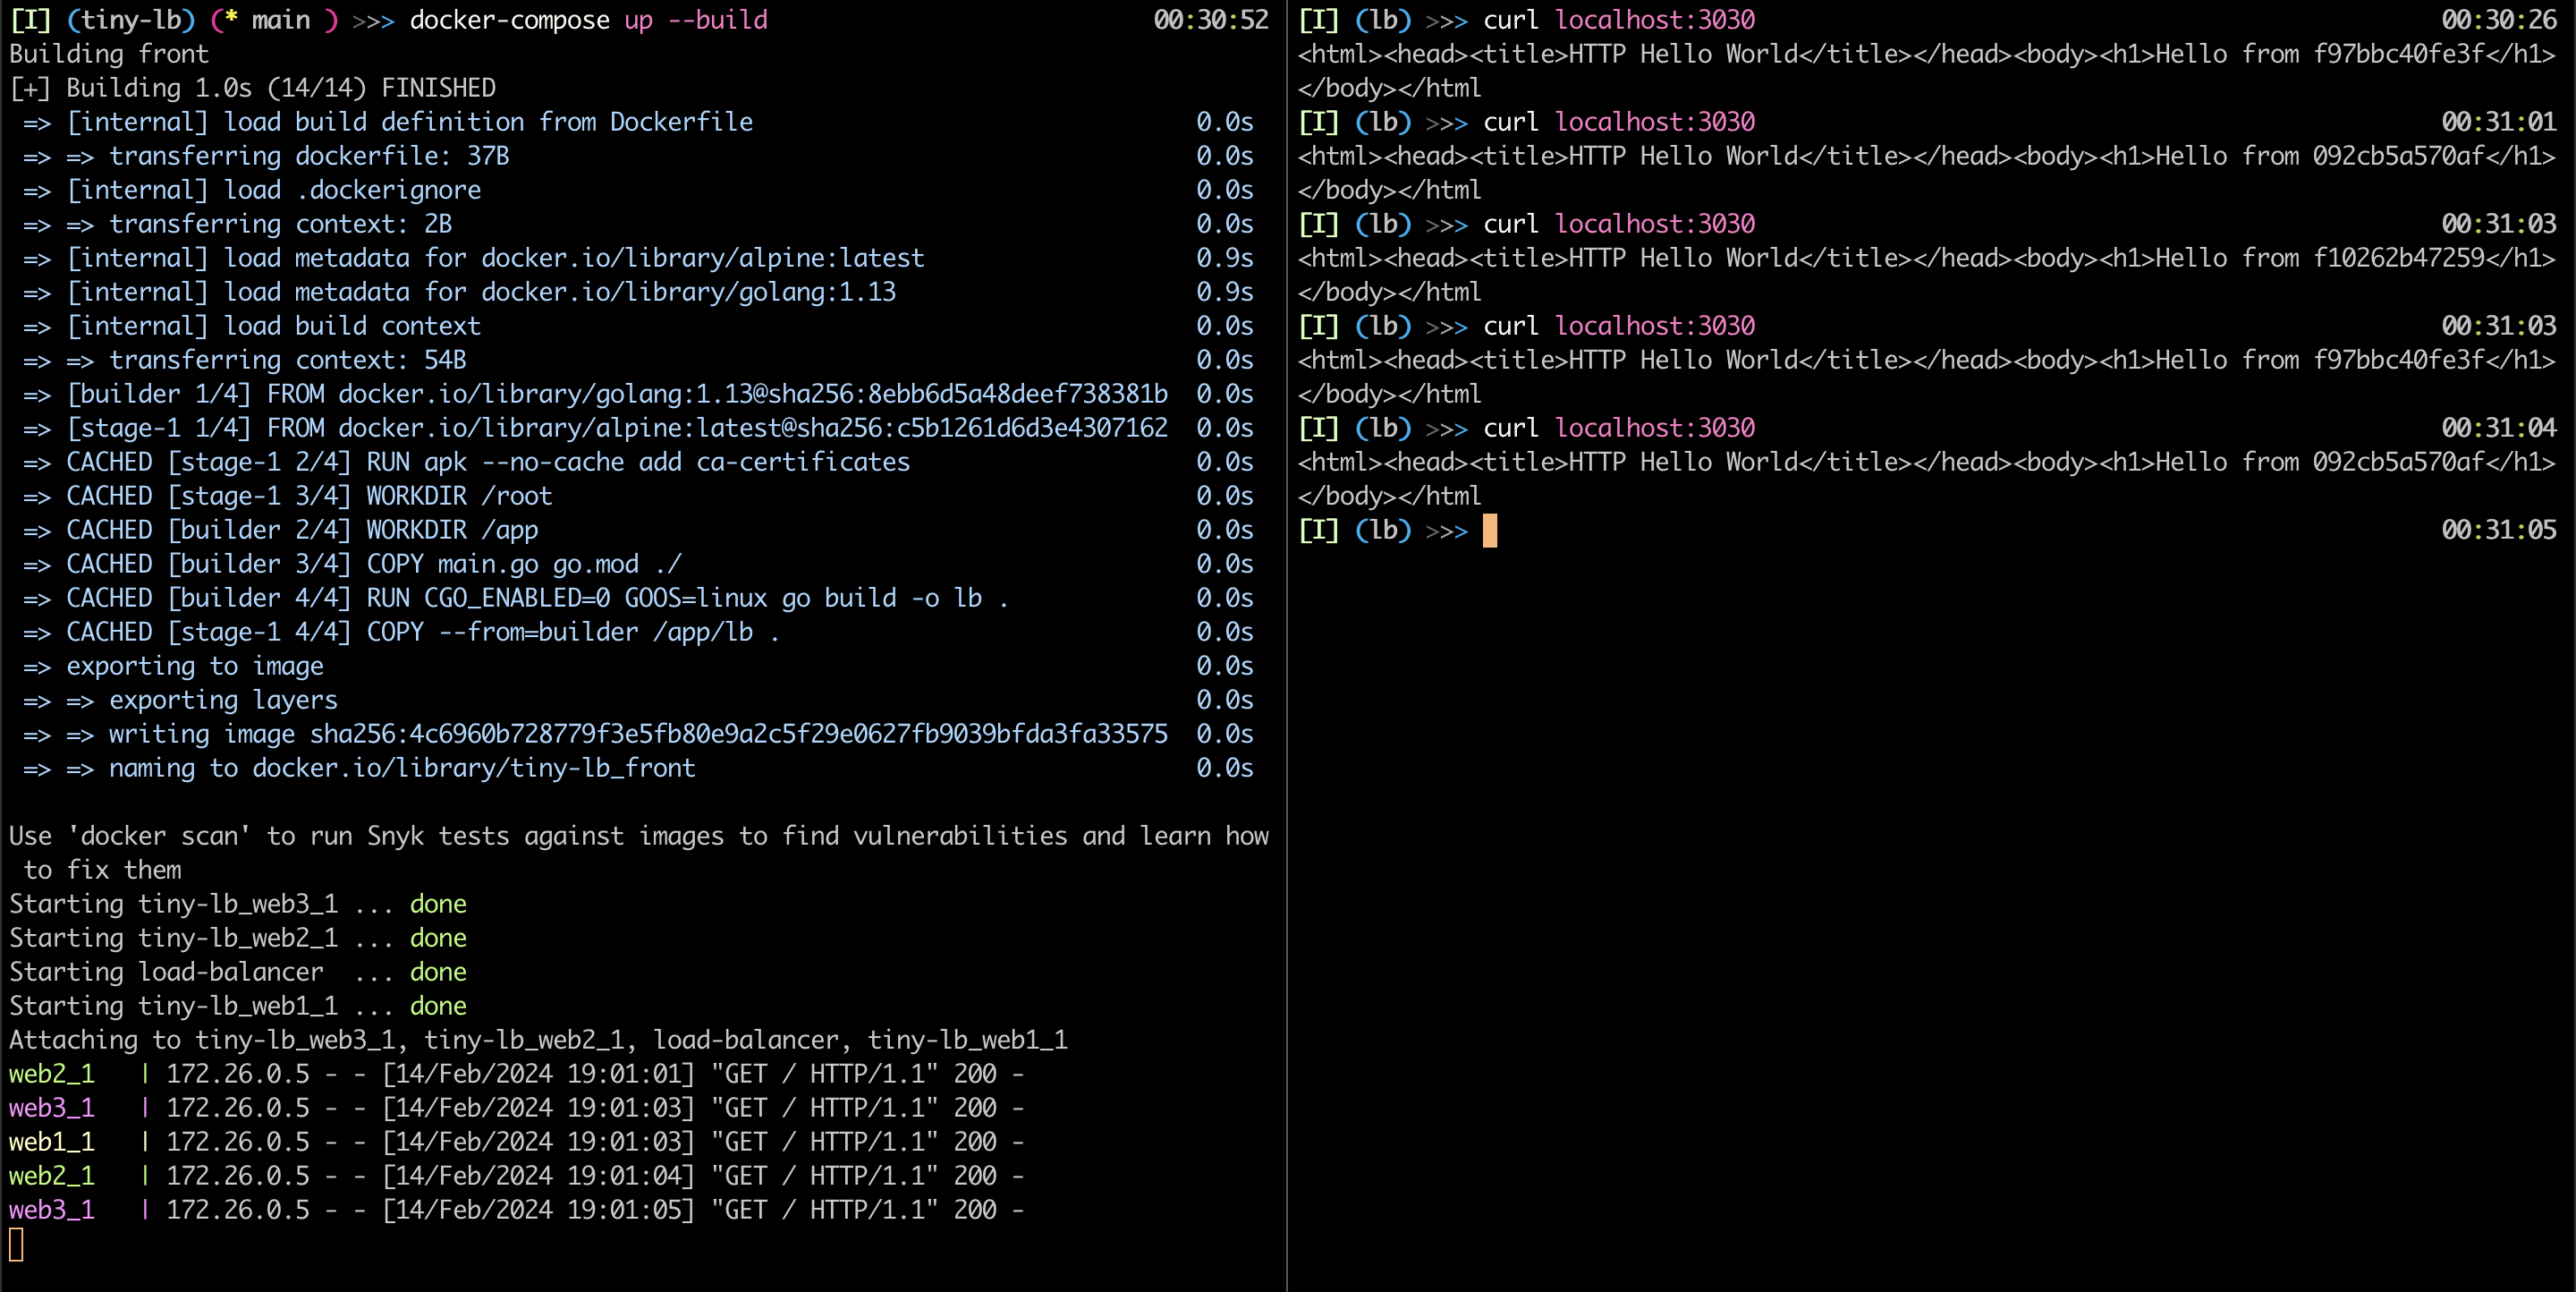 [I] (tiny-lb) (* main ) >>> docker-compose up --build 00:30:52
Building front
[+] Building 1.0s (14/14) FINISHED
=> [internal] load build definition from Dockerfile 0.0s
=> => transferring dockerfile: 37B 0.0s
=> [internal] load .dockerignore 0.0s
=> => transferring context: 2B 0.0s
=> [internal] load metadata for docker.io/library/alpine:latest 0.9s
=> [internal] load metadata for docker.io/library/golang:1.13 0.9s
=> [internal] load build context 0.0s
=> => transferring context: 54B 0.0s
=> [builder 1/4] FROM docker.io/library/golang:1.13@sha256:8ebb6d5a48deef738381b 0.0s
=> [stage-1 1/4] FROM docker.io/library/alpine:latest@sha256:c5b1261d6d3e4307162 0.0s
=> CACHED [stage-1 2/4] RUN apk --no-cache add ca-certificates 0.0s
=> CACHED [stage-1 3/4] WORKDIR /root 0.0s
=> CACHED [builder 2/4] WORKDIR /app 0.0s
=> CACHED [builder 3/4] COPY main.go go.mod ./ 0.0s
=> CACHED [builder 4/4] RUN CGO_ENABLED=0 GOOS=linux go build -o lb . 0.0s
=> CACHED [stage-1 4/4] COPY --from=builder /app/lb . 0.0s
=> exporting to image 0.0s
=> => exporting layers 0.0s
=> => writing image sha256:4c6960b728779f3e5fb80e9a2c5f29e0627fb9039bfda3fa33575 0.0s
=> => naming to docker.io/library/tiny-lb_front 0.0s
Use 'docker scan' to run Snyk tests against images to find vulnerabilities and learn how
to fix them
Starting tiny-lb_web3_1 ... done
Starting tiny-lb_web2_1 ... done
Starting load-balancer ... done
Starting tiny-lb_web1_1 ... done
Attaching to tiny-lb_web3_1, tiny-lb_web2_1, load-balancer, tiny-lb_web1_1
web2_1 | 172.26.0.5 - - [14/Feb/2024 19:01:01] "GET / HTTP/1.1" 200 -
web3_1 | 172.26.0.5 - - [14/Feb/2024 19:01:03] "GET / HTTP/1.1" 200 -
web1_1 | 172.26.0.5 - - [14/Feb/2024 19:01:03] "GET / HTTP/1.1" 200 -
web2_1 | 172.26.0.5 - - [14/Feb/2024 19:01:04] "GET / HTTP/1.1" 200 -
web3_1 | 172.26.0.5 - - [14/Feb/2024 19:01:05] "GET / HTTP/1.1" 200 -
[I] (lb) >>> curl localhost:3030 00:30:26
<html><head><title>HTTP Hello World</title></head><body><h1>Hello from f97bbc40fe3f</h1>
</body></html
[I] (lb) >>> curl localhost:3030 00:31:01
<html><head><title>HTTP Hello World</title></head><body><h1>Hello from 092cb5a570af</h1>
</body></html
[I] (lb) >>> curl localhost:3030 00:31:03
<html><head><title>HTTP Hello World</title></head><body><h1>Hello from f10262b47259</h1>
</body></html
[I] (lb) >>> curl localhost:3030 00:31:03
<html><head><title>HTTP Hello World</title></head><body><h1>Hello from f97bbc40fe3f</h1>
</body></html
[I] (lb) >>> curl localhost:3030 00:31:04
<html><head><title>HTTP Hello World</title></head><body><h1>Hello from 092cb5a570af</h1>
</body></html
[I] (lb) >>> 00:31:05